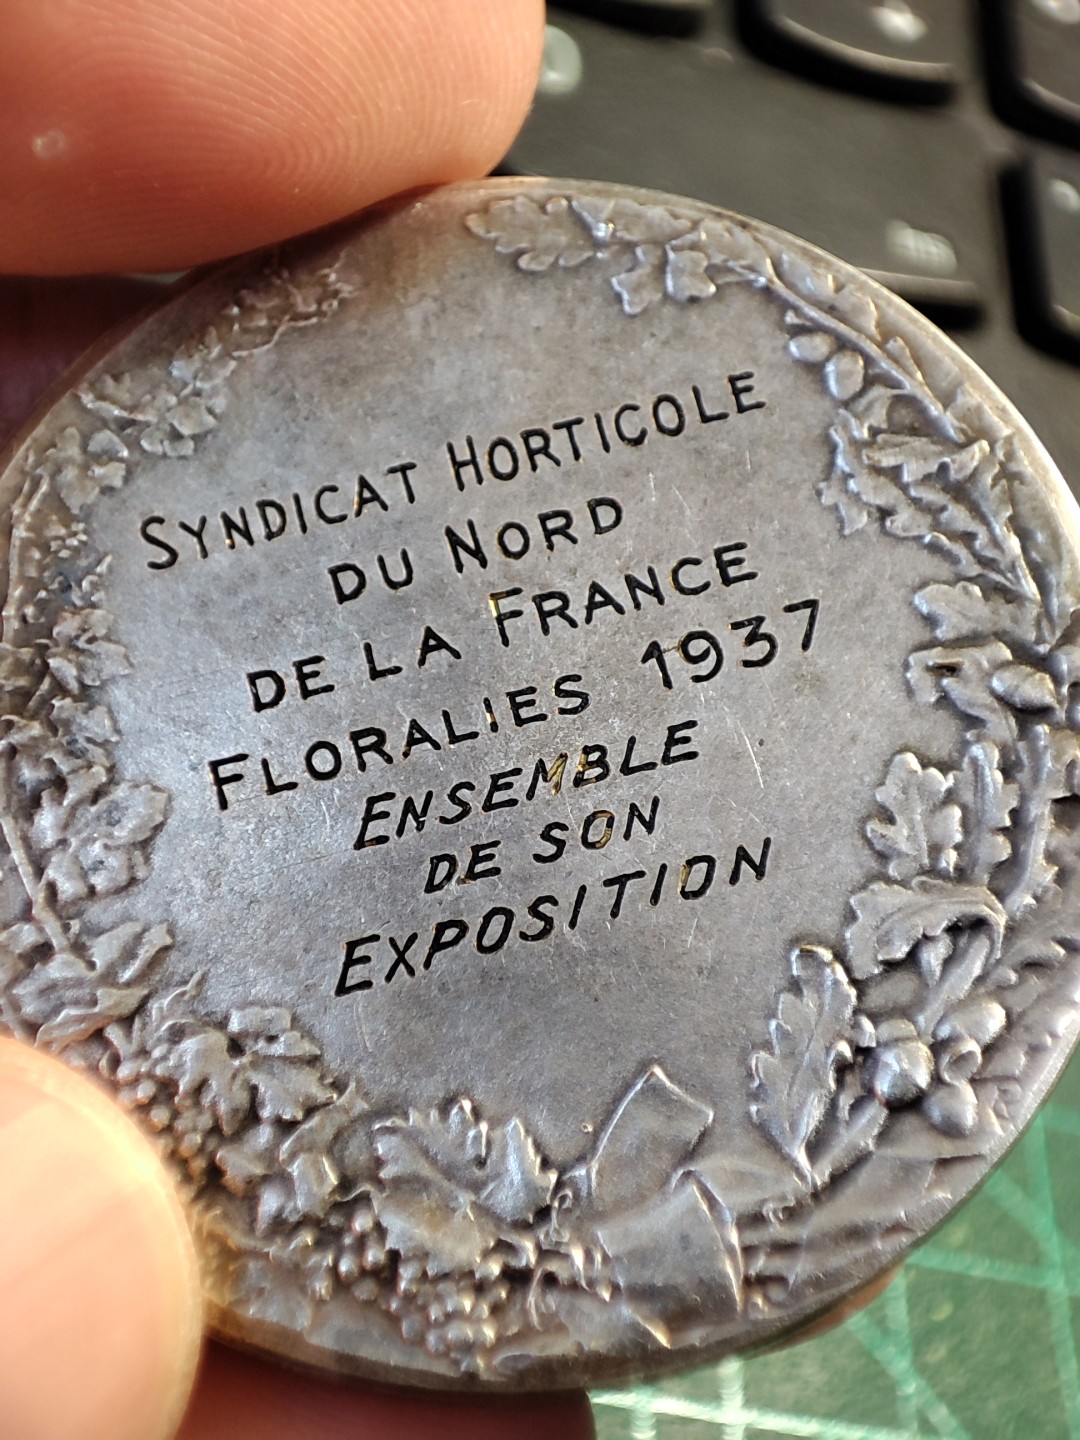 SYNDICAT HORTICOLE
DU NORD
DE LA FRANCE
FLORALIES 1937
ENSEMBLE
DE SON
EXPOSITION